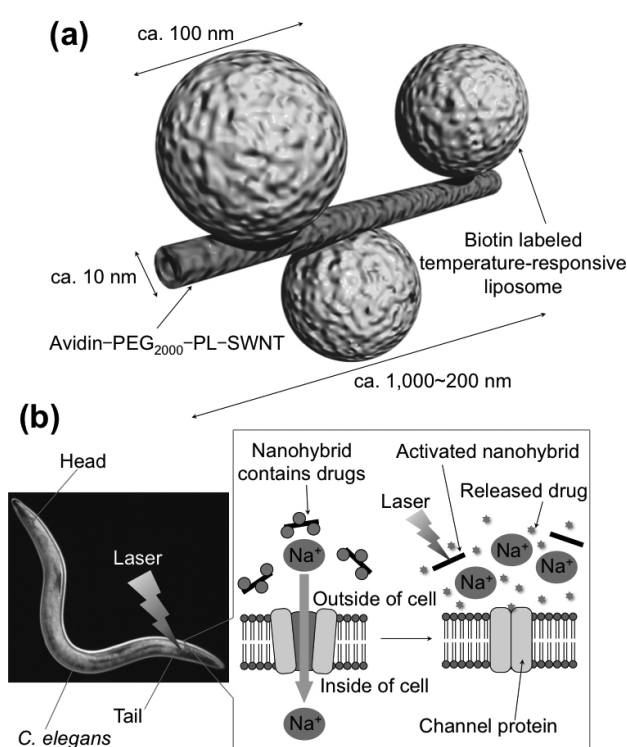 (a)
ca. 100 nm
ca. 10 nm
Biotin labeled
temperature-responsive
liposome
Avidin−PEG₂₀₀₀−PL−SWNT
ca. 1,000~200 nm
(b)
Head
Laser
Tail
C. elegans
Nanohybrid
contains drugs
Na⁺
Outside of cell
Inside of cell
Na⁺
Activated nanohybrid
Laser
Released drug
Na⁺
Na⁺
Na⁺
Channel protein